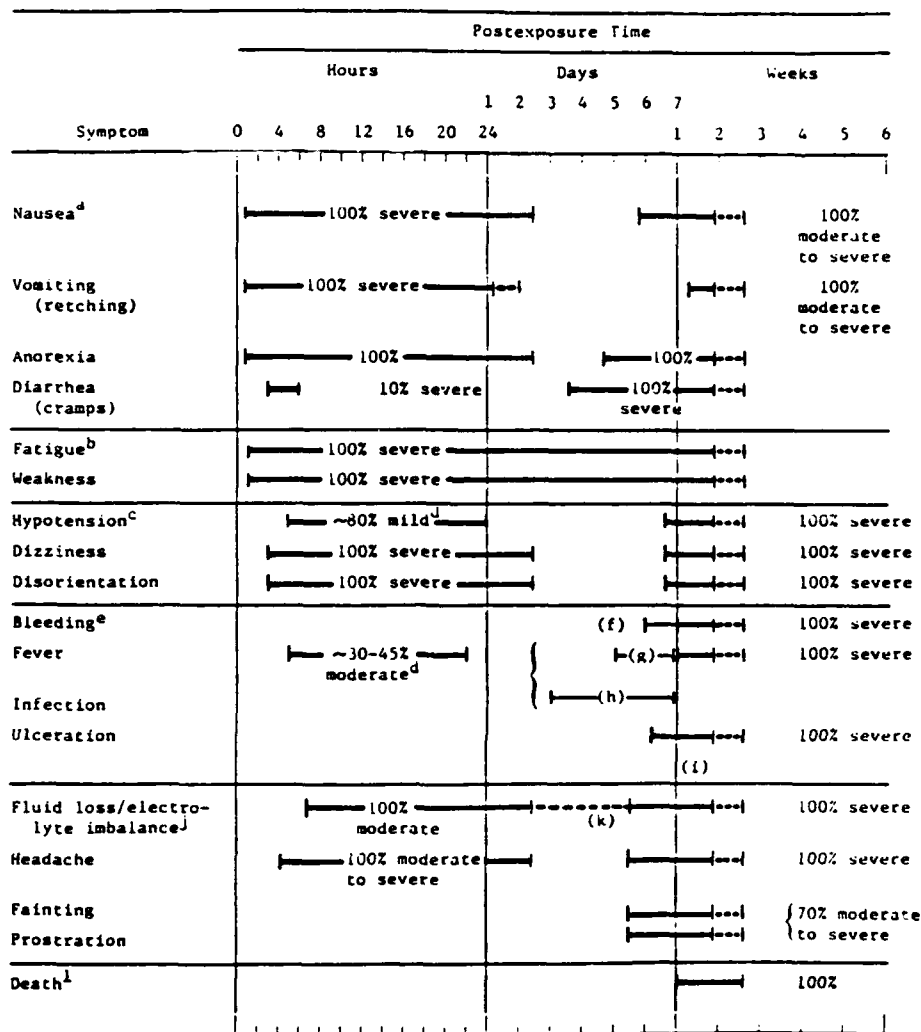 Postexposure Time
Hours Days Weeks
1 2 3 4 5 6 7
Symptom 0 4 8 12 16 20 24 1 2 3 4 5 6
Nausea^a 100% severe 100%
moderate
to severe
Vomiting 100% severe 100%
(retching) moderate
to severe
Anorexia 100% 100%
Diarrhea 10% severe 100%
(cramps) severe
Fatigue^b 100% severe
Weakness 100% severe
Hypotension^c ~80% mild^d 100% severe
Dizziness 100% severe 100% severe
Disorientation 100% severe 100% severe
Bleeding^e (f) 100% severe
Fever ~30-45% (g) 100% severe
moderate^d
Infection (h)
Ulceration 100% severe
(i)
Fluid loss/electro- 100% 100% severe
lyte imbalance^j moderate (k)
Headache 100% moderate 100% severe
to severe
Fainting 70% moderate
Prostration to severe
Death^l 100%